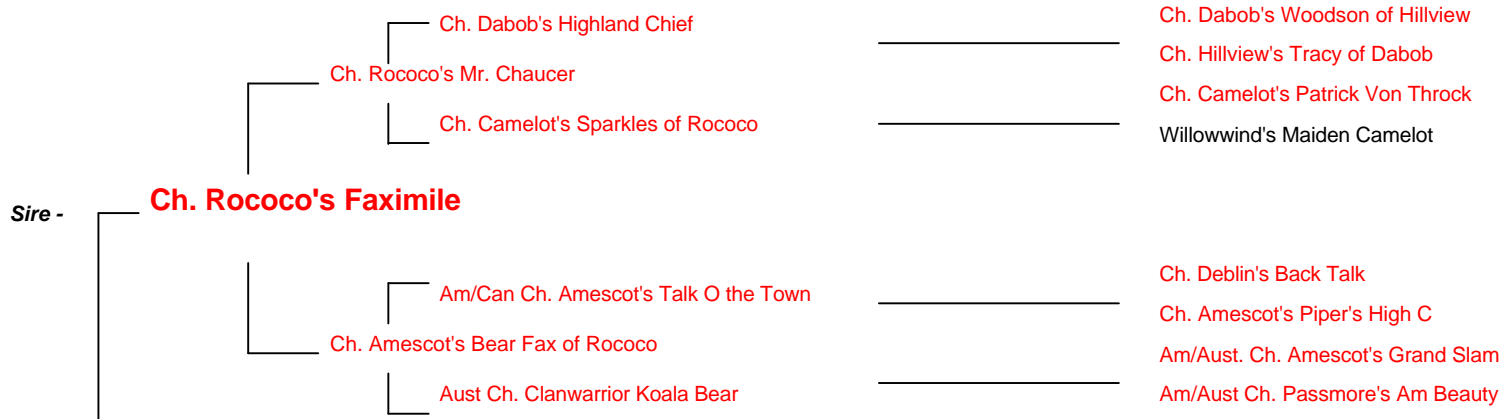 Ch. Dabob's Woodson of Hillview
Ch. Dabob's Highland Chief
Ch. Hillview's Tracy of Dabob
Ch. Rococo's Mr. Chaucer
Ch. Camelot's Patrick Von Throck
Ch. Camelot's Sparkles of Rococo
Willowwind's Maiden Camelot
Sire -
Ch. Rococo's Faximile
Ch. Deblin's Back Talk
Am/Can Ch. Amescot's Talk O the Town
Ch. Amescot's Piper's High C
Ch. Amescot's Bear Fax of Rococo
Am/Aust. Ch. Amescot's Grand Slam
Aust Ch. Clanwarrior Koala Bear
Am/Aust Ch. Passmore's Am Beauty